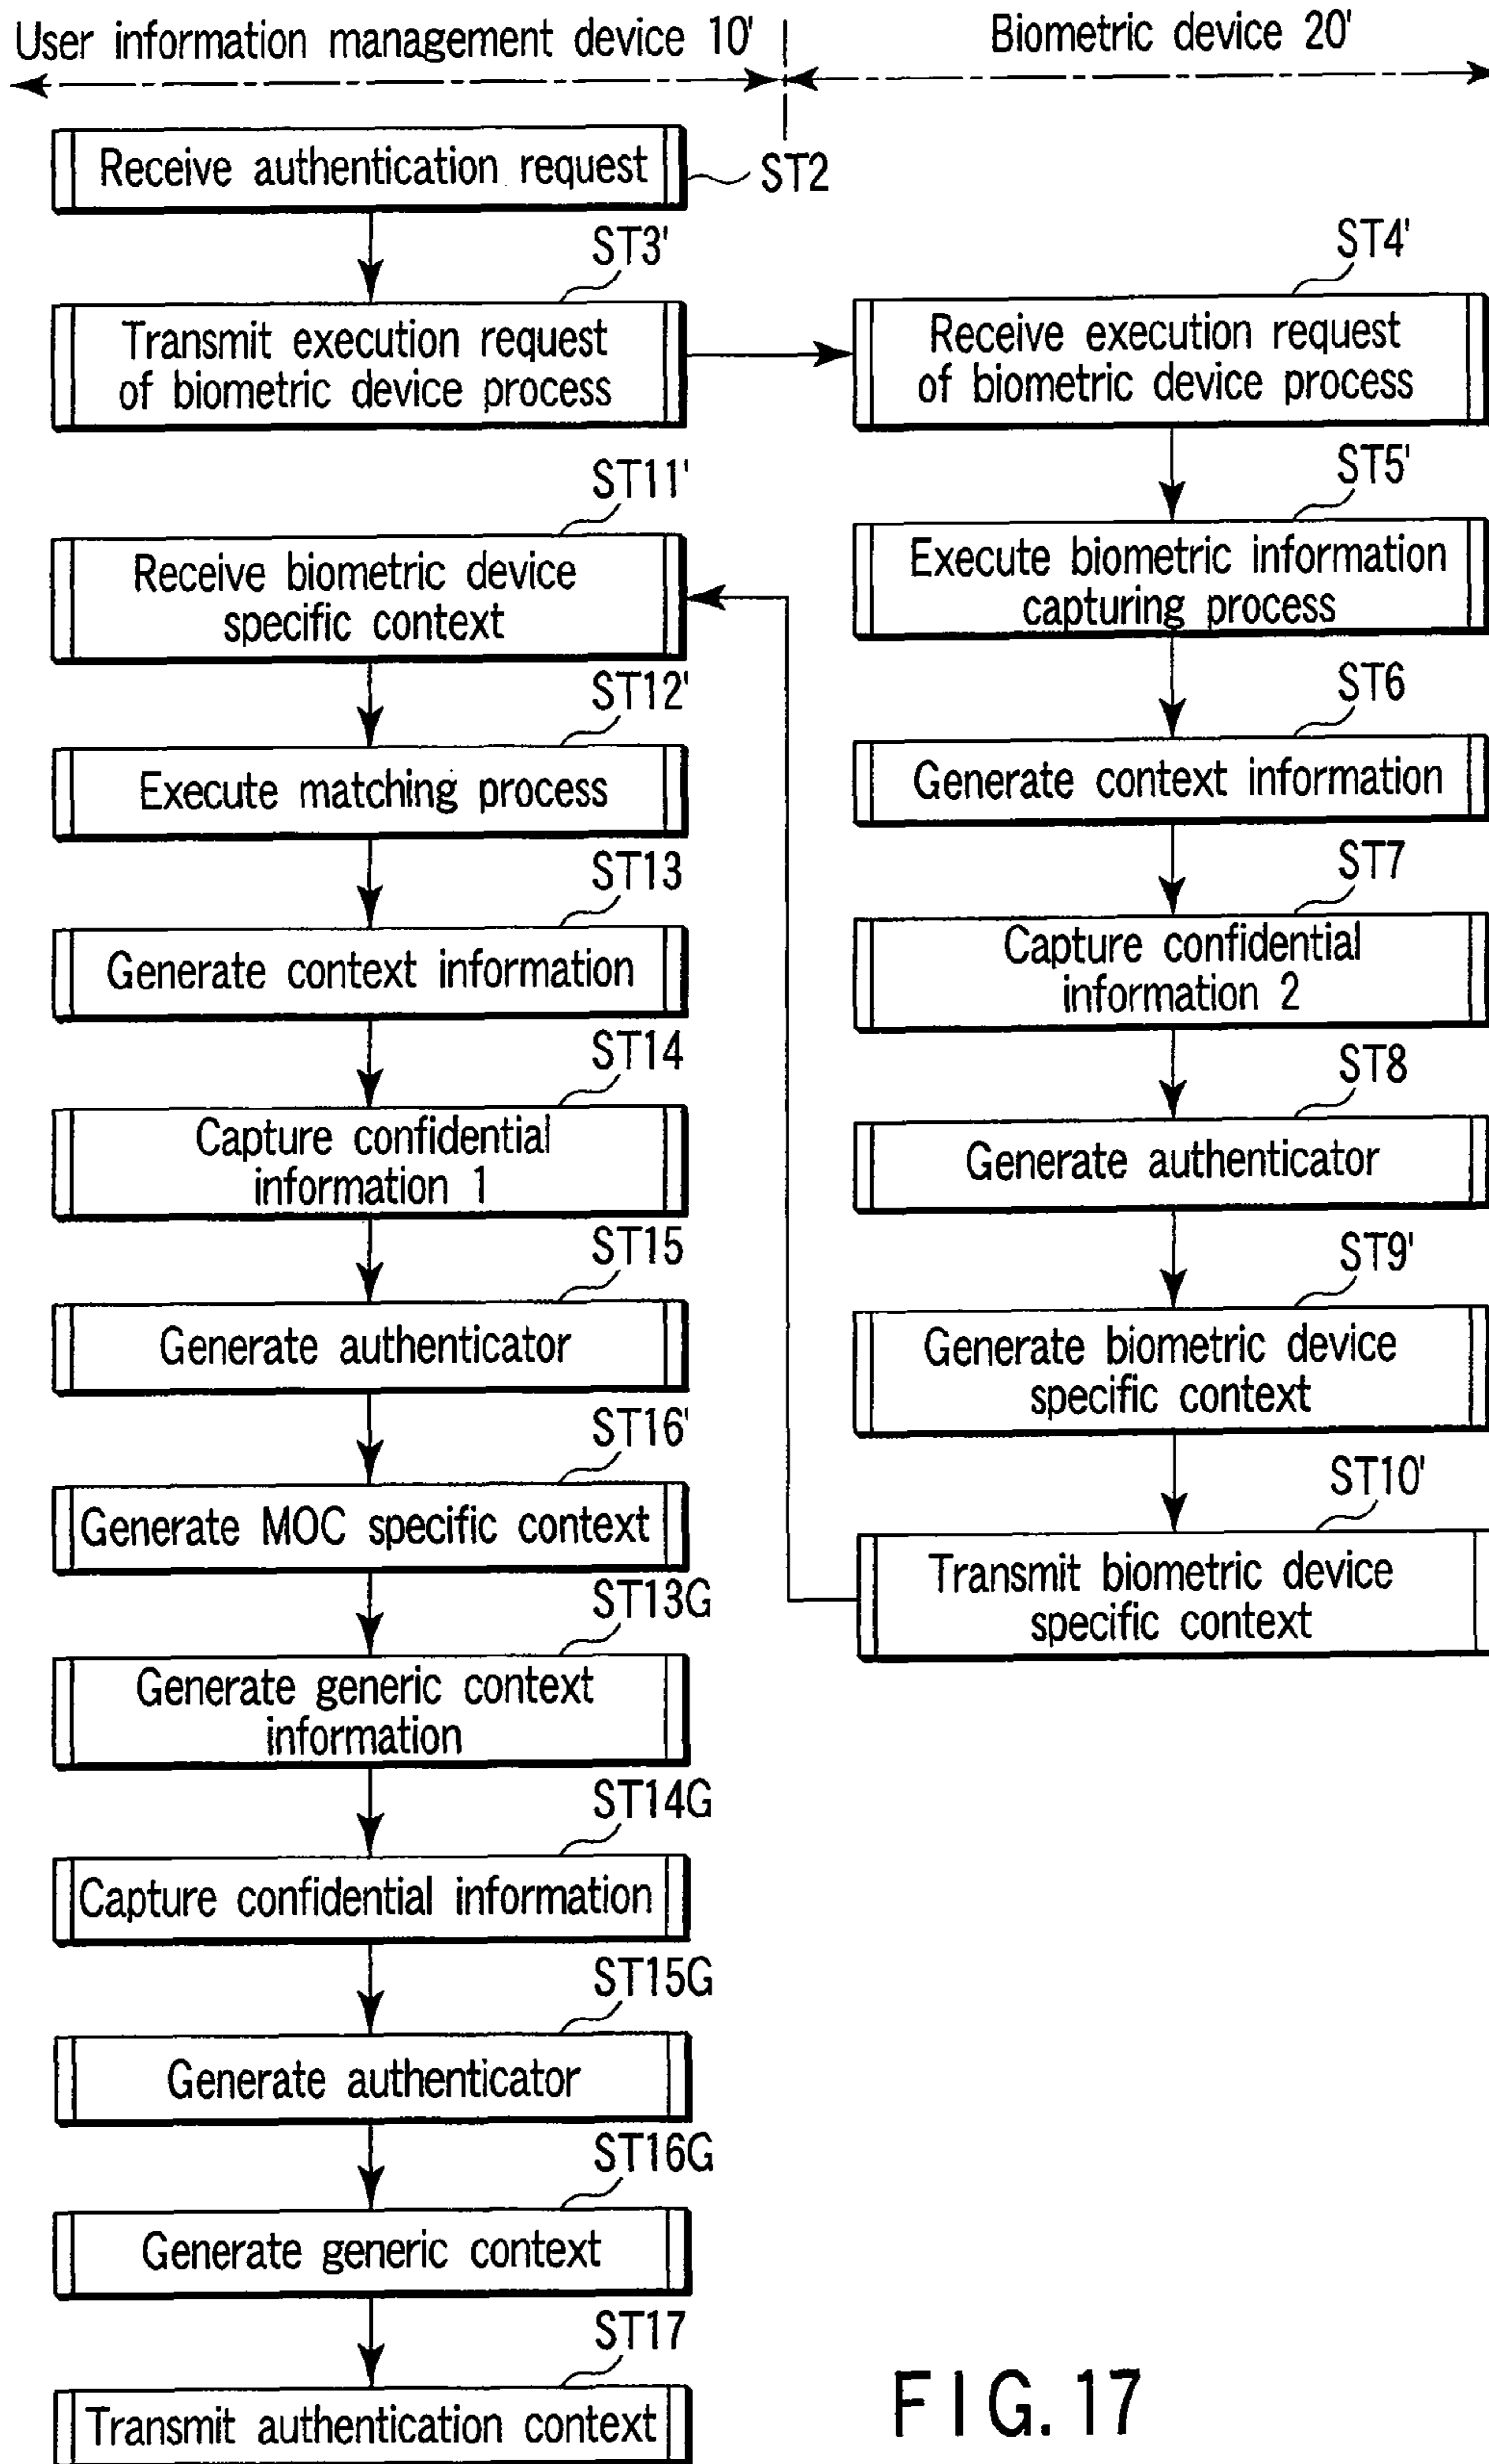 User information management device 10'
Biometric device 20'
Receive authentication request
ST2
ST3'
Transmit execution request
of biometric device process
ST4'
Receive execution request
of biometric device process
ST5'
Execute biometric information
capturing process
ST6
Generate context information
ST7
Capture confidential
information 2
ST8
Generate authenticator
ST9'
Generate biometric device
specific context
ST10'
Transmit biometric device
specific context
ST11'
Receive biometric device
specific context
ST12'
Execute matching process
ST13
Generate context information
ST14
Capture confidential
information 1
ST15
Generate authenticator
ST16'
Generate MOC specific context
ST13G
Generate generic context
information
ST14G
Capture confidential information
ST15G
Generate authenticator
ST16G
Generate generic context
ST17
Transmit authentication context
FIG. 17